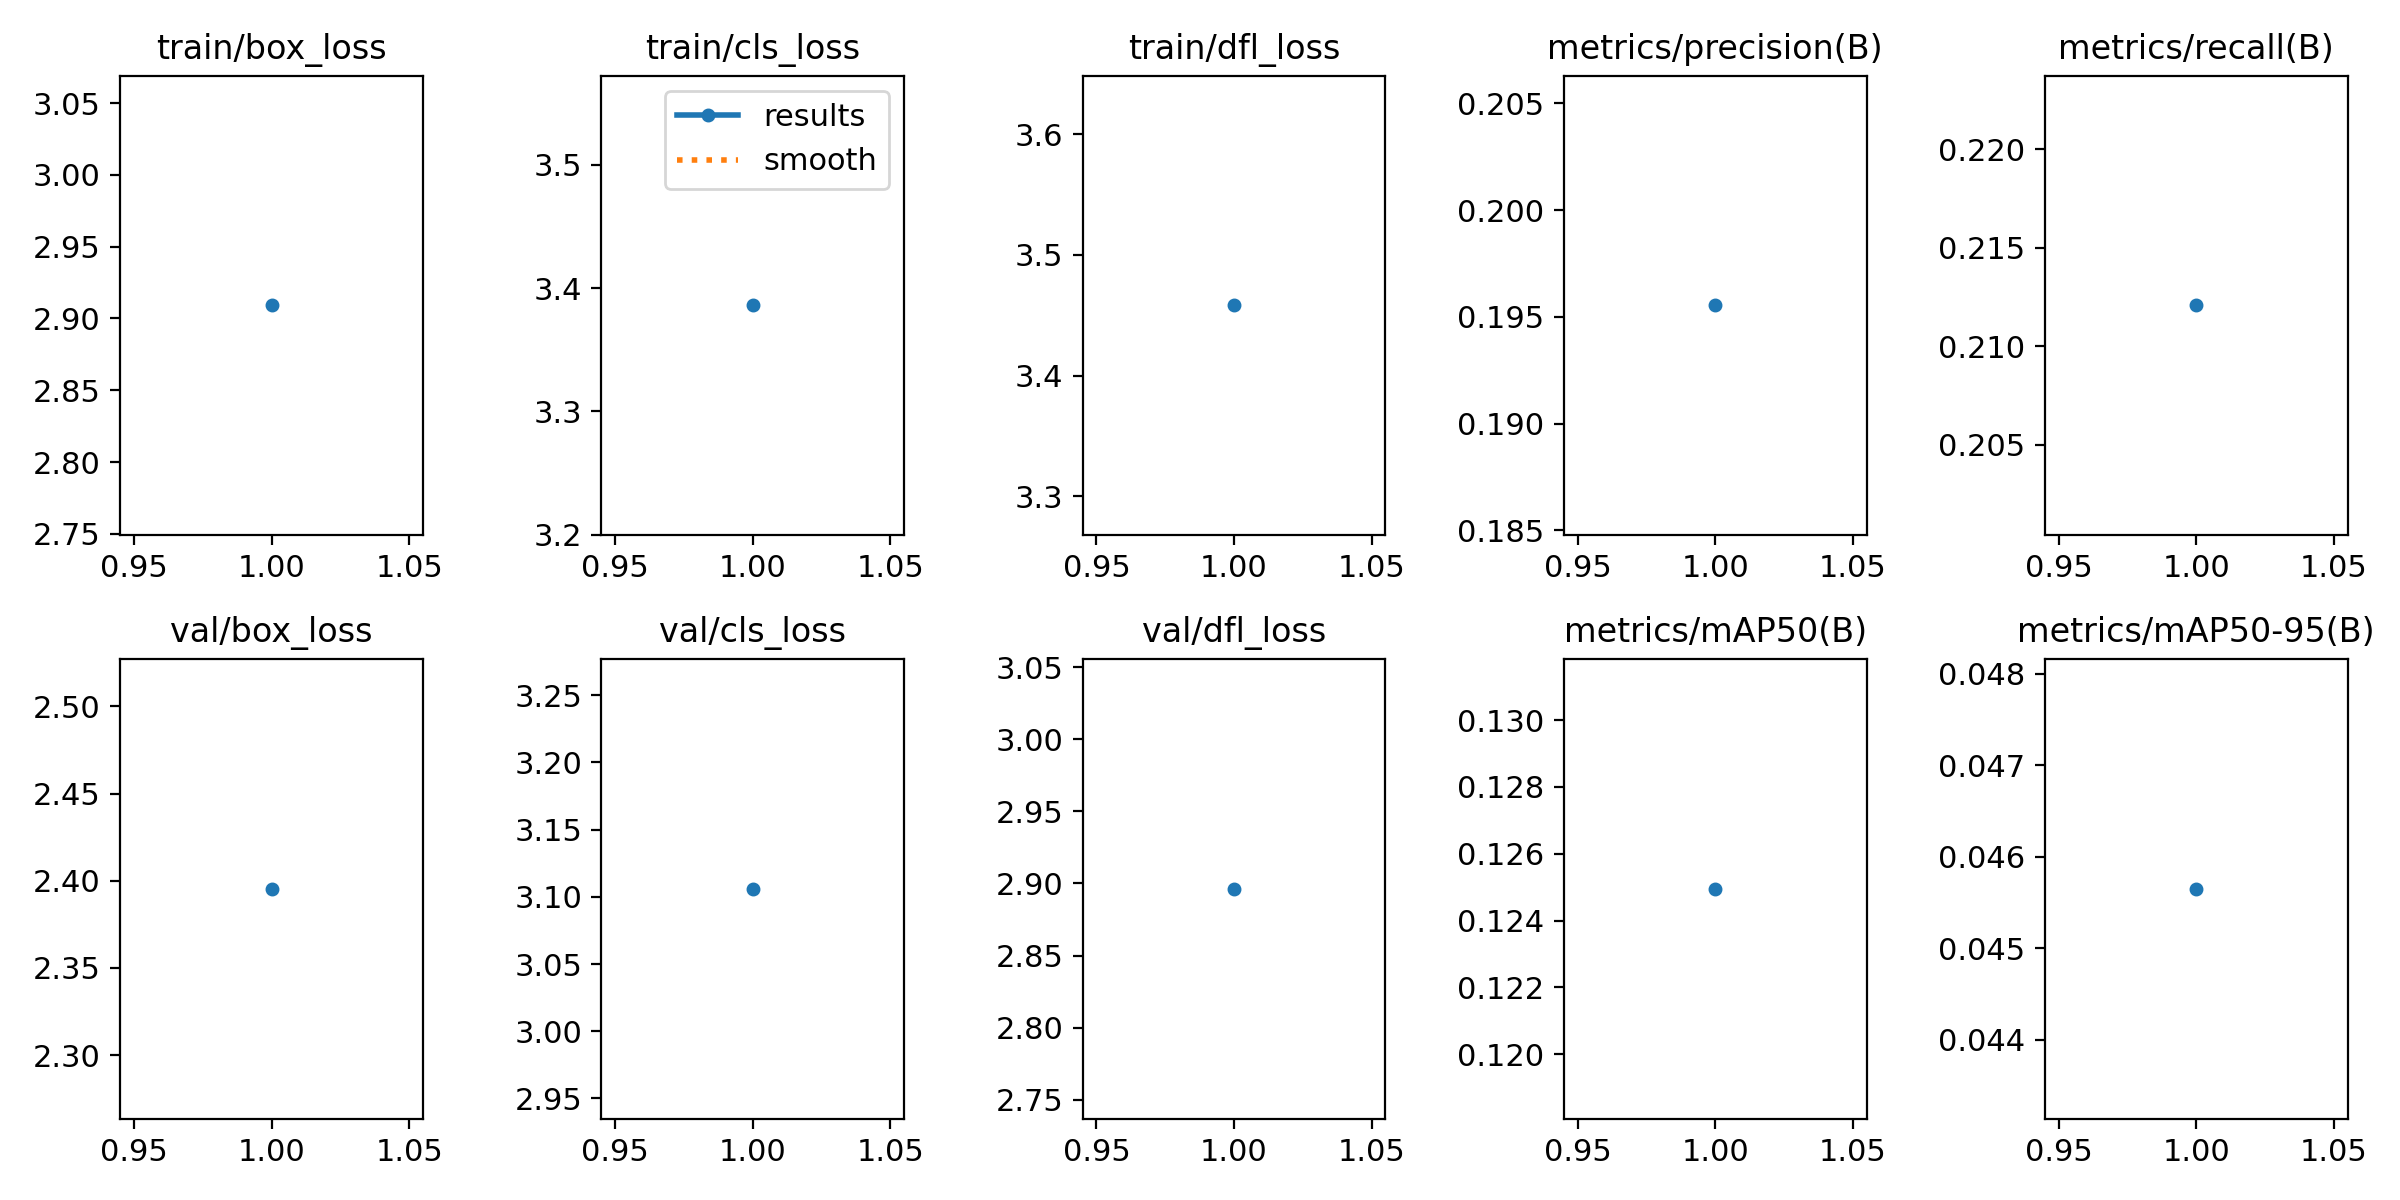 train/box_loss
3.05
3.00
2.95
2.90
2.85
2.80
2.75
0.95 1.00 1.05
train/cls_loss
results
smooth
3.5
3.4
3.3
3.2
0.95 1.00 1.05
train/dfl_loss
3.6
3.5
3.4
3.3
0.95 1.00 1.05
metrics/precision(B)
0.205
0.200
0.195
0.190
0.185
0.95 1.00 1.05
metrics/recall(B)
0.220
0.215
0.210
0.205
0.95 1.00 1.05
val/box_loss
2.50
2.45
2.40
2.35
2.30
0.95 1.00 1.05
val/cls_loss
3.25
3.20
3.15
3.10
3.05
3.00
2.95
0.95 1.00 1.05
val/dfl_loss
3.05
3.00
2.95
2.90
2.85
2.80
2.75
0.95 1.00 1.05
metrics/mAP50(B)
0.130
0.128
0.126
0.124
0.122
0.120
0.95 1.00 1.05
metrics/mAP50-95(B)
0.048
0.047
0.046
0.045
0.044
0.95 1.00 1.05